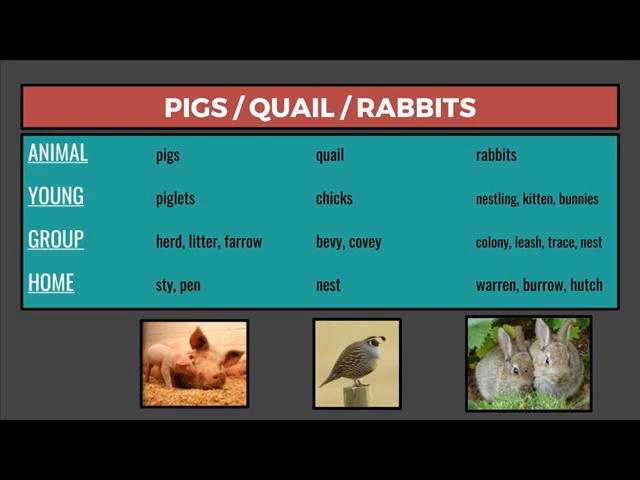 PIGS / QUAIL / RABBITS
ANIMAL pigs quail rabbits
YOUNG piglets chicks nestling, kitten, bunnies
GROUP herd, litter, farrow bevy, covey colony, leash, trace, nest
HOME sty, pen nest warren, burrow, hutch